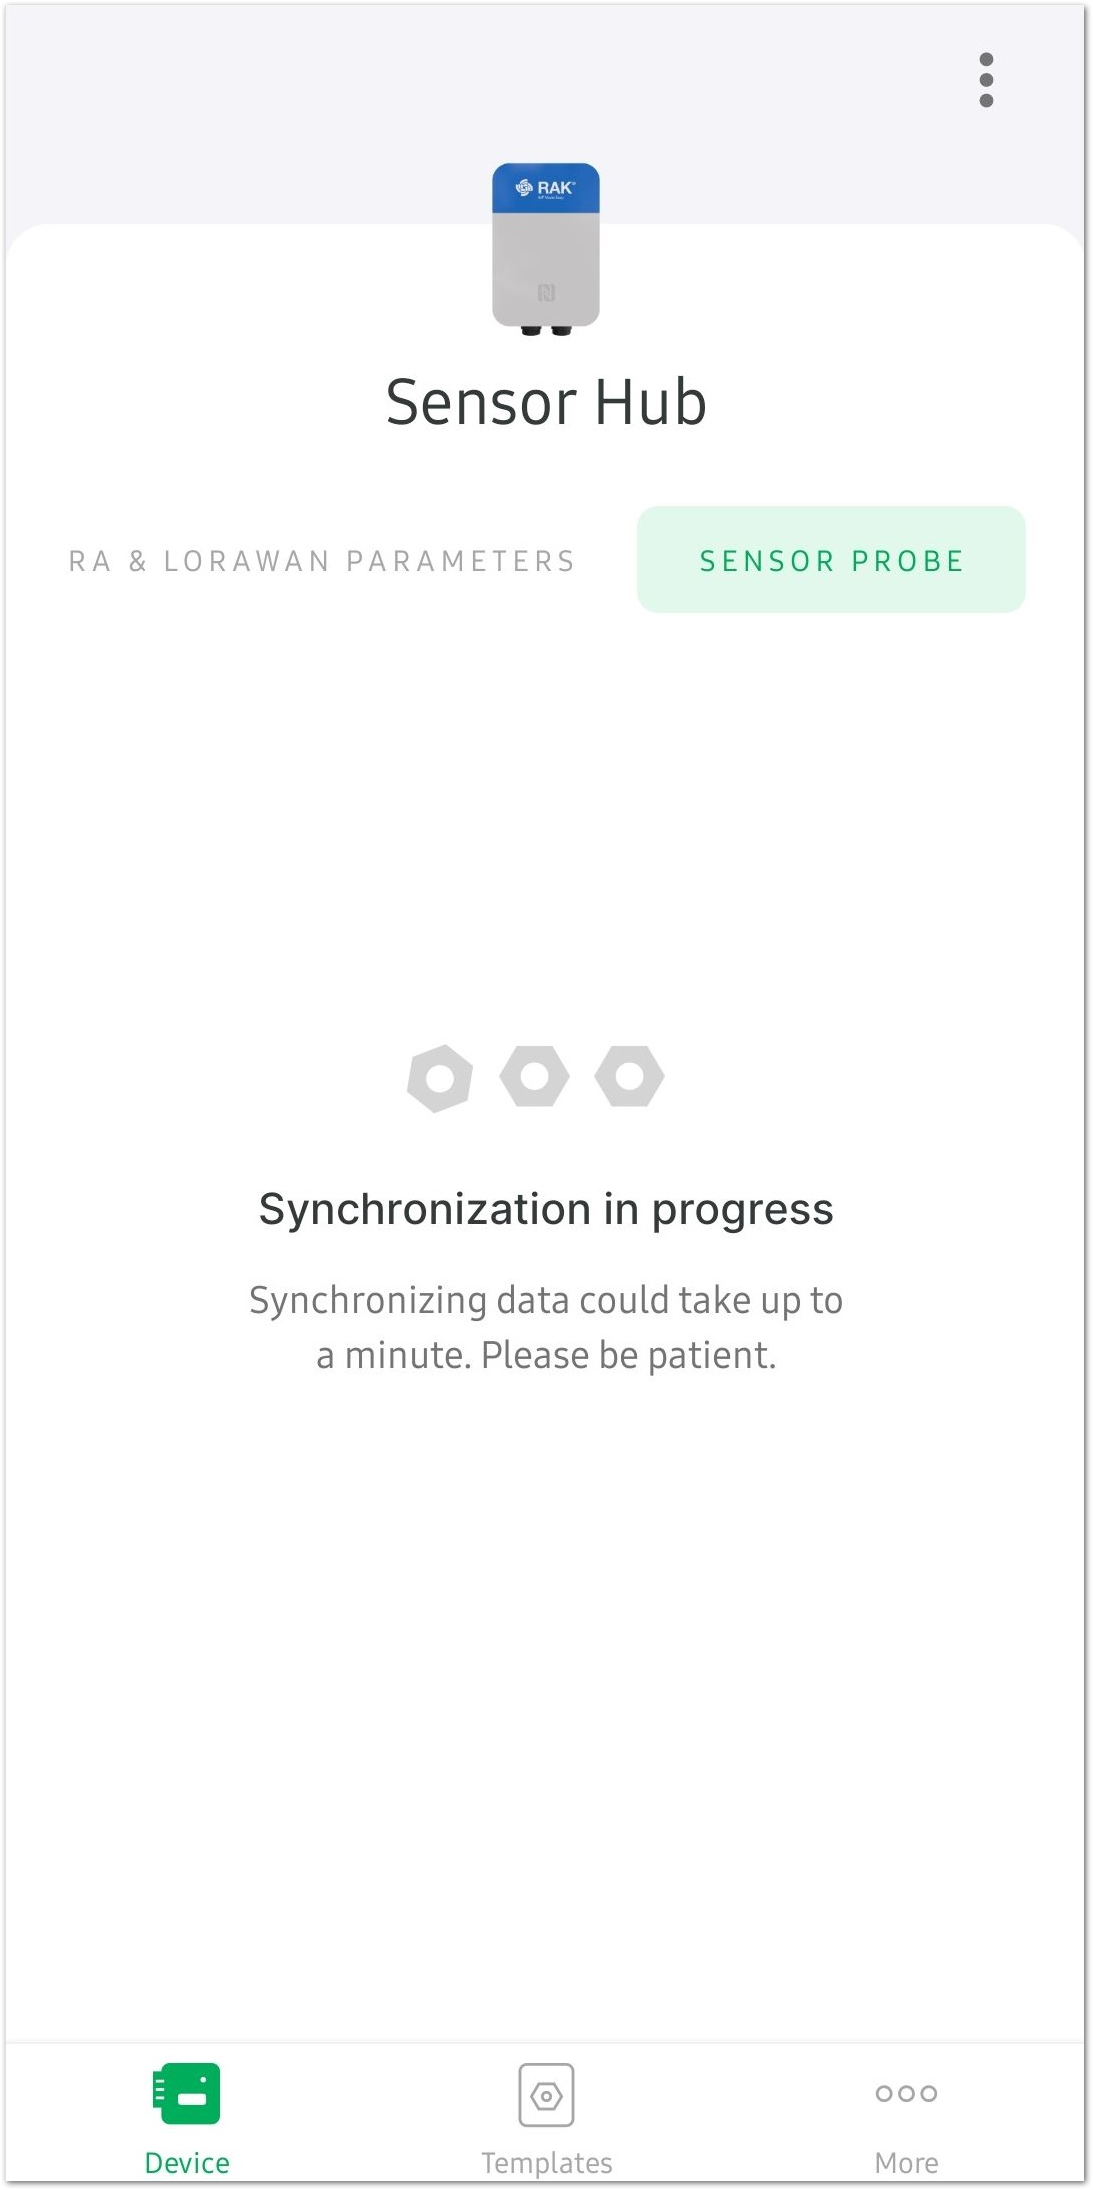 RAK
Sensor Hub
RA & LORAWAN PARAMETERS
SENSOR PROBE
Synchronization in progress
Synchronizing data could take up to
a minute. Please be patient.
Device
Templates
More